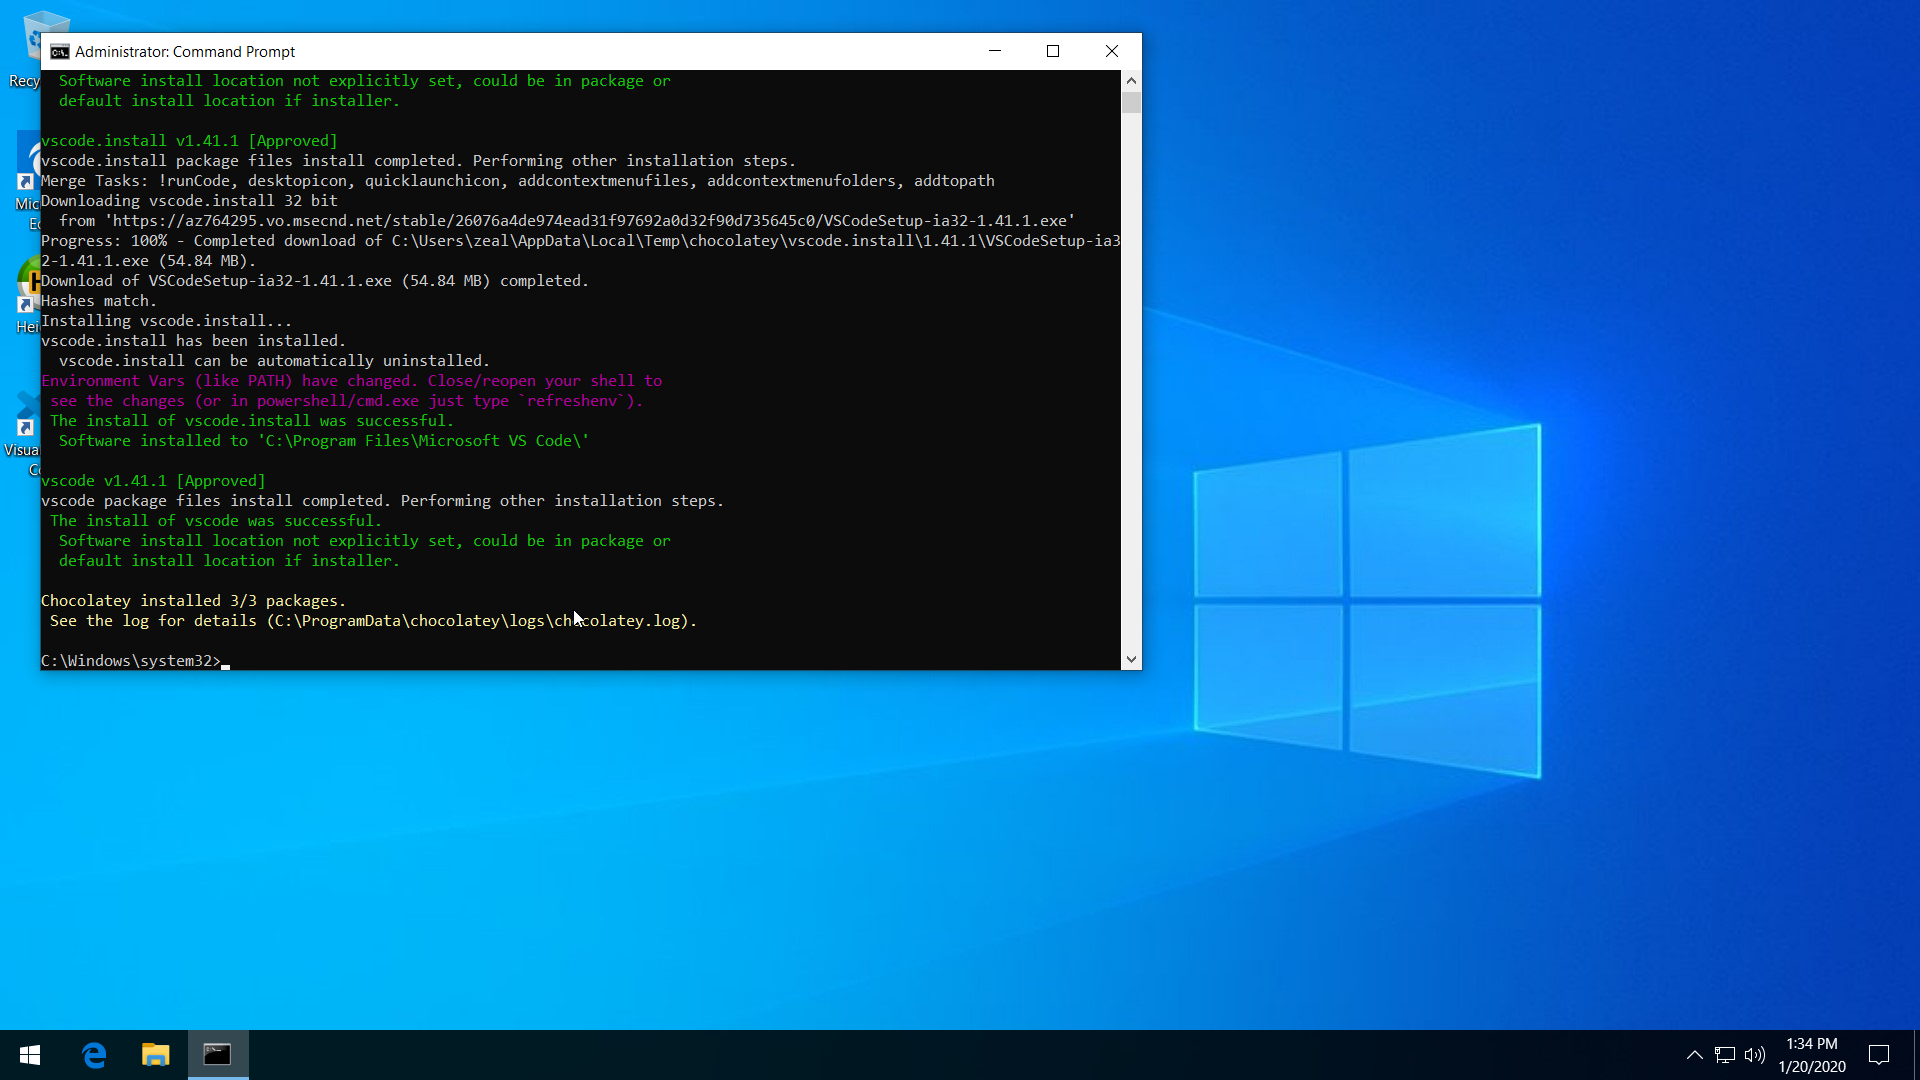 Administrator: Command Prompt
Software install location not explicitly set, could be in package or
default install location if installer.
vscode.install v1.41.1 [Approved]
vscode.install package files install completed. Performing other installation steps.
Merge Tasks: !runCode, desktopicon, quicklaunchicon, addcontextmenufiles, addcontextmenufolders, addtopath
Downloading vscode.install 32 bit
from 'https://az764295.vo.msecnd.net/stable/26076a4de974ead31f97692a0d32f90d735645c0/VSCodeSetup-ia32-1.41.1.exe'
Progress: 100% - Completed download of C:\Users\zeal\AppData\Local\Temp\chocolatey\vscode.install\1.41.1\VSCodeSetup-ia3
2-1.41.1.exe (54.84 MB).
Download of VSCodeSetup-ia32-1.41.1.exe (54.84 MB) completed.
Hashes match.
Installing vscode.install...
vscode.install has been installed.
vscode.install can be automatically uninstalled.
Environment Vars (like PATH) have changed. Close/reopen your shell to
see the changes (or in powershell/cmd.exe just type `refreshenv`).
The install of vscode.install was successful.
Software installed to 'C:\Program Files\Microsoft VS Code\'
vscode v1.41.1 [Approved]
vscode package files install completed. Performing other installation steps.
The install of vscode was successful.
Software install location not explicitly set, could be in package or
default install location if installer.
Chocolatey installed 3/3 packages.
See the log for details (C:\ProgramData\chocolatey\logs\chocolatey.log).
C:\Windows\system32>
Recy
Mic
Hei
Visua
1:34 PM
1/20/2020